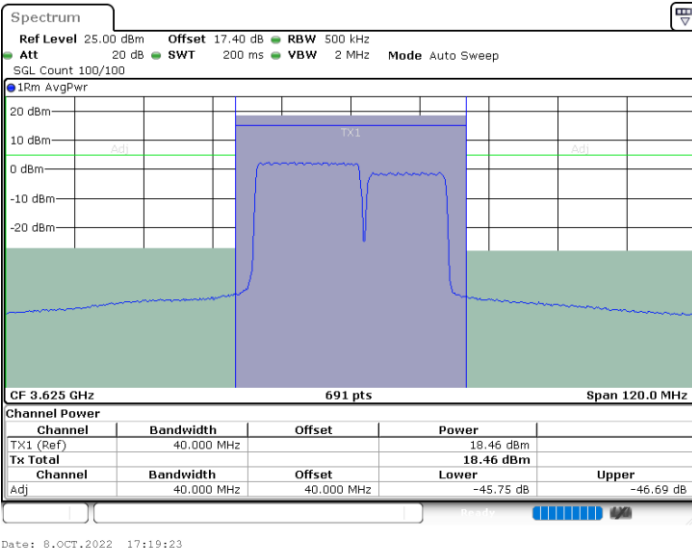 Spectrum
Ref Level 25.00 dBm Offset 17.40 dB RBW 500 kHz
Att 20 dB SWT 200 ms VBW 2 MHz Mode Auto Sweep
SGL Count 100/100
1Rm AvgPwr
20 dBm
TX1
10 dBm
Adj Adj
0 dBm
-10 dBm
-20 dBm
CF 3.625 GHz 691 pts Span 120.0 MHz
Channel Power
Channel Bandwidth Offset Power
TX1 (Ref) 40.000 MHz 18.46 dBm
Tx Total 18.46 dBm
Channel Bandwidth Offset Lower Upper
Adj 40.000 MHz 40.000 MHz -45.75 dB -46.69 dB
Ready
Date: 8.OCT.2022 17:19:23